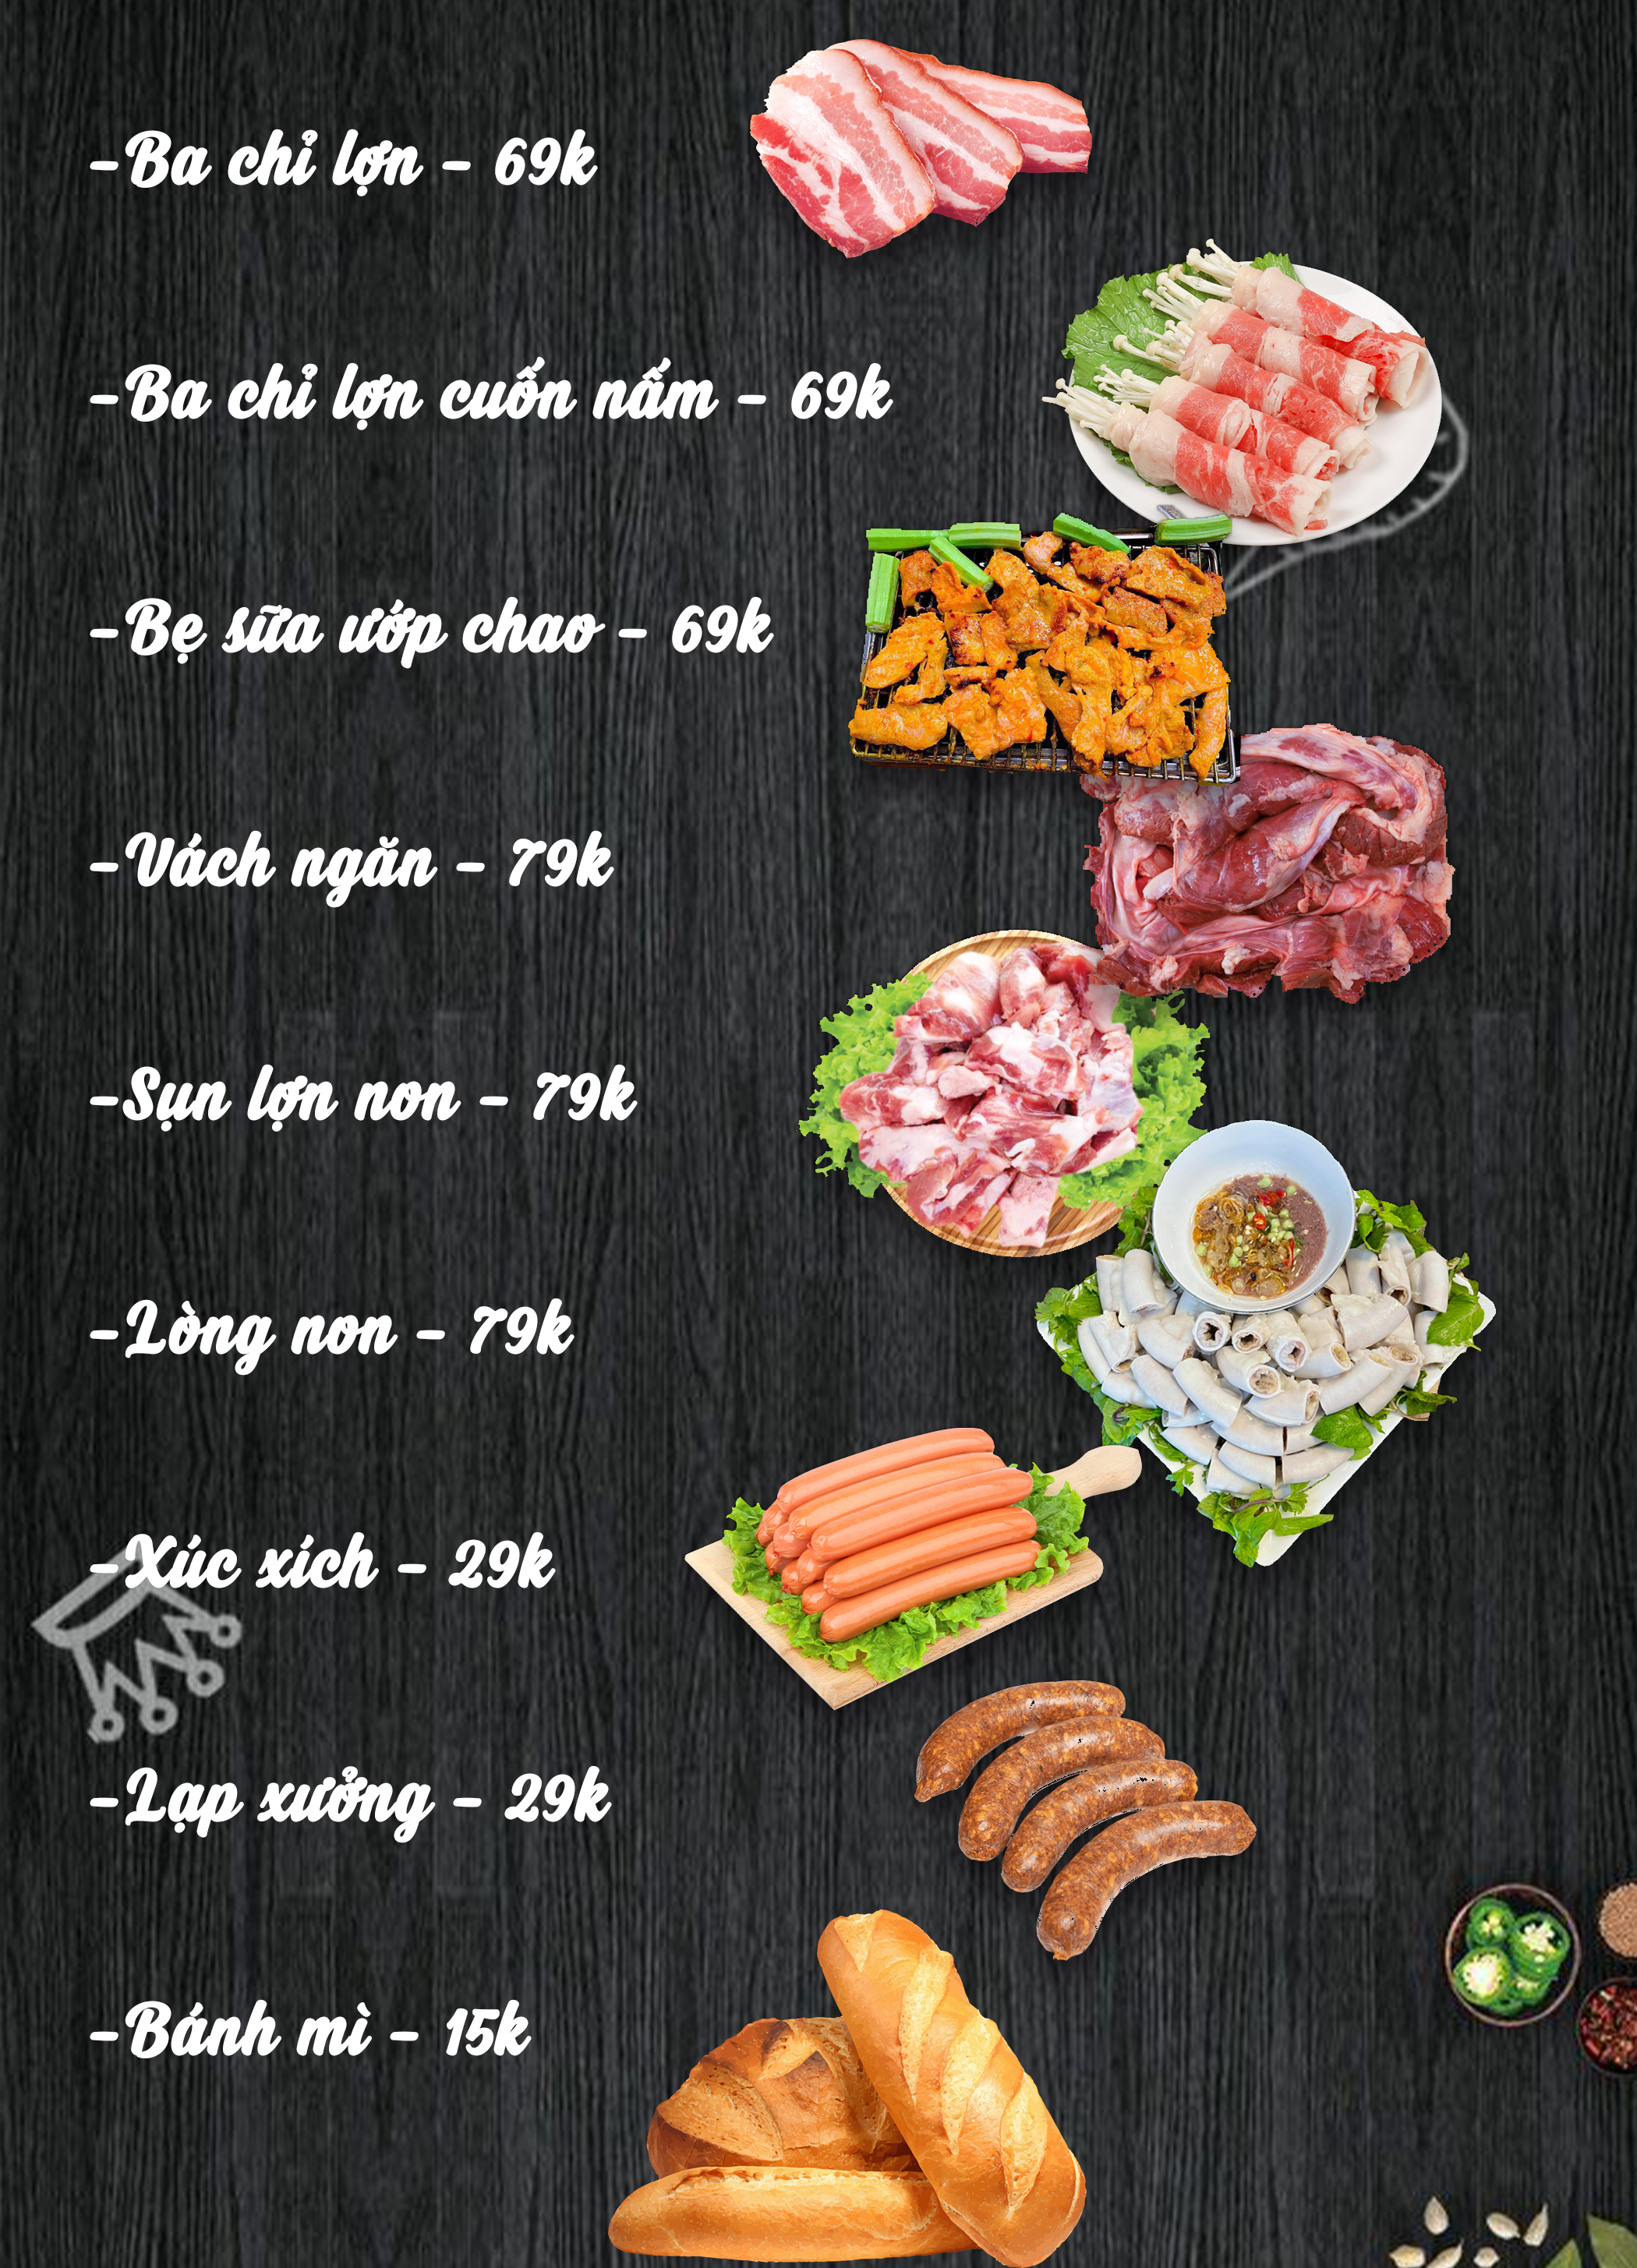 -Ba chỉ lợn - 69k
-Ba chỉ lợn cuốn nấm - 69k
-Bẹ sữa ướp chao - 69k
-Vách ngăn - 79k
-Sụn lợn non - 79k
-Lòng non - 79k
-Xúc xích - 29k
-Lạp xưởng - 29k
-Bánh mì - 15k